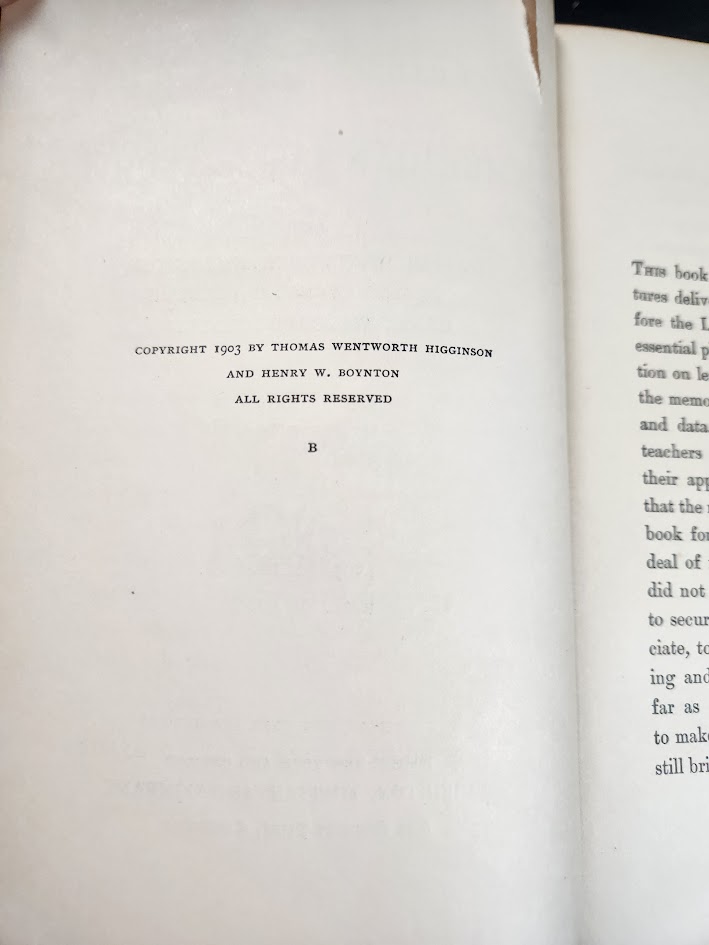 COPYRIGHT 1903 BY THOMAS WENTWORTH HIGGINSON
AND HENRY W. BOYNTON
ALL RIGHTS RESERVED
B
THIS book
tures deliv
fore the L
essential p
tion on le
the memo
and data
teachers
their app
that the
book for
deal of
did not
to secur
ciate, to
ing and
far as
to make
still bri